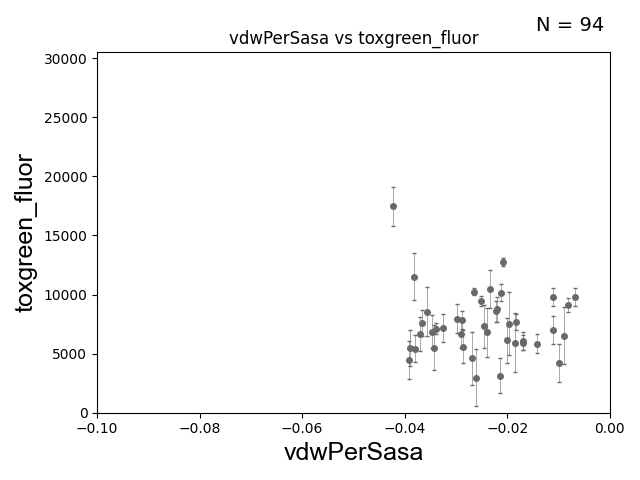 N = 94
vdwPerSasa vs toxgreen_fluor
30000
25000
20000
15000
10000
5000
0
toxgreen_fluor
−0.10 −0.08 −0.06 −0.04 −0.02 0.00
vdwPerSasa